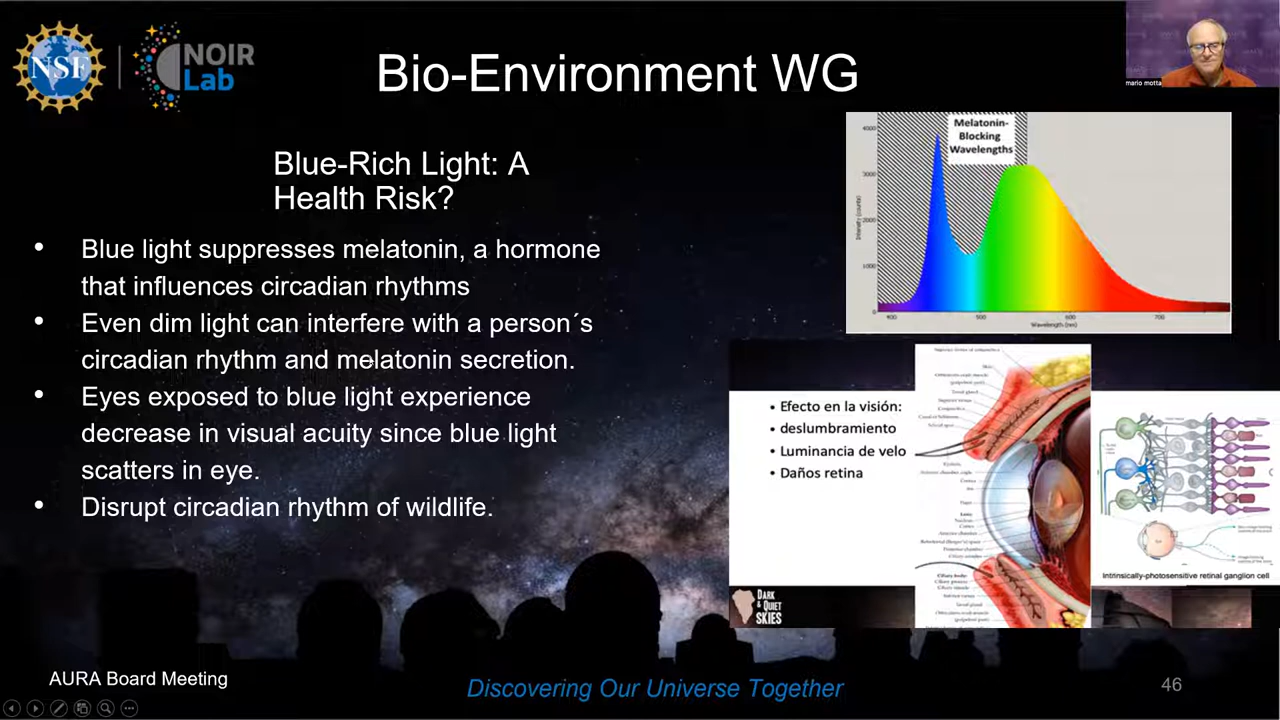 NSF
NOIR
Lab
Bio-Environment WG
mario motta
Blue-Rich Light: A
Health Risk?
• Blue light suppresses melatonin, a hormone
that influences circadian rhythms
• Even dim light can interfere with a person´s
circadian rhythm and melatonin secretion.
• Eyes exposed to blue light experience
decrease in visual acuity since blue light
scatters in eye.
• Disrupt circadian rhythm of wildlife.
Melatonin-
Blocking
Wavelengths
4000
3000
2000
1000
0
Intensity (counts)
400 500 600 700
Wavelength (nm)
• Efecto en la visión:
• deslumbramiento
• Luminancia de velo
• Daños retina
Intrinsically-photosensitive retinal ganglion cell
DARK
& QUIET
SKIES
AURA Board Meeting
Discovering Our Universe Together
46